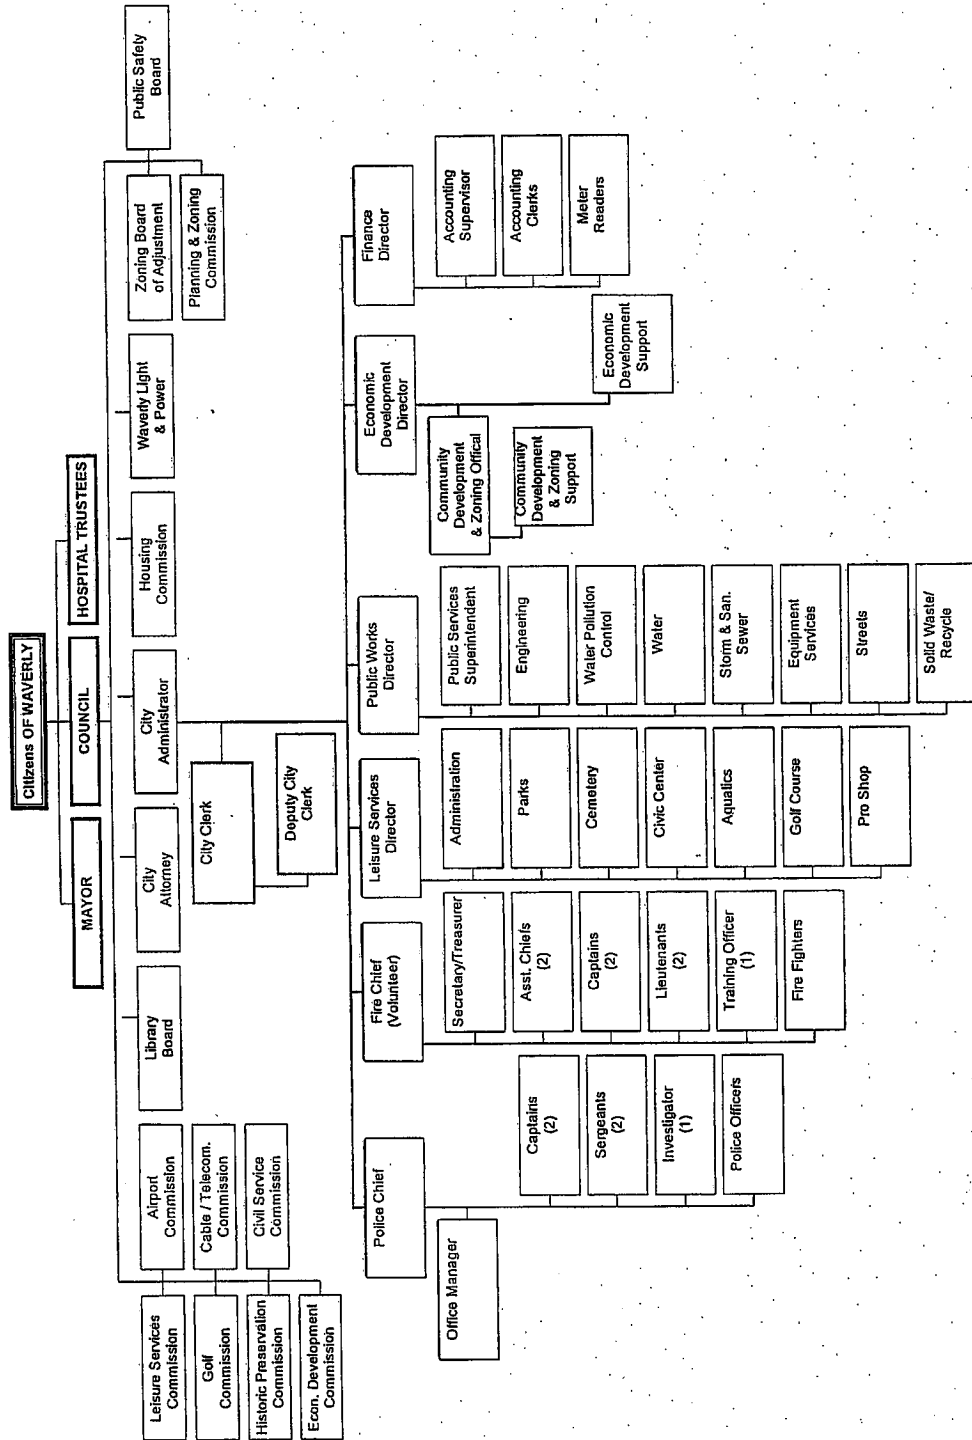 Citizens OF WAVERLY
MAYOR
COUNCIL
HOSPITAL TRUSTEES
Leisure Services
Commission
Airport
Commission
Golf
Commission
Cable / Telecom.
Commission
Historic Preservation
Commission
Civil Service
Commission
Econ. Development
Commission
Library
Board
City
Attorney
City
Administrator
Housing
Commission
Waverly Light
& Power
Zoning Board
of Adjustment
Planning & Zoning
Commission
Public Safety
Board
City Clerk
Deputy City
Clerk
Police Chief
Office Manager
Captains
(2)
Sergeants
(2)
Investigator
(1)
Police Officers
Fire Chief
(Volunteer)
Secretary/Treasurer
Asst. Chiefs
(2)
Captains
(2)
Lieutenants
(2)
Training Officer
(1)
Fire Fighters
Leisure Services
Director
Administration
Parks
Cemetery
Civic Center
Aquatics
Golf Course
Pro Shop
Public Works
Director
Public Services
Superintendent
Engineering
Water Pollution
Control
Water
Storm & San.
Sewer
Equipment
Services
Streets
Solid Waste/
Recycle
Economic
Development
Director
Community
Development
& Zoning Offical
Community
Development
& Zoning
Support
Economic
Development
Support
Finance
Director
Accounting
Supervisor
Accounting
Clerks
Meter
Readers